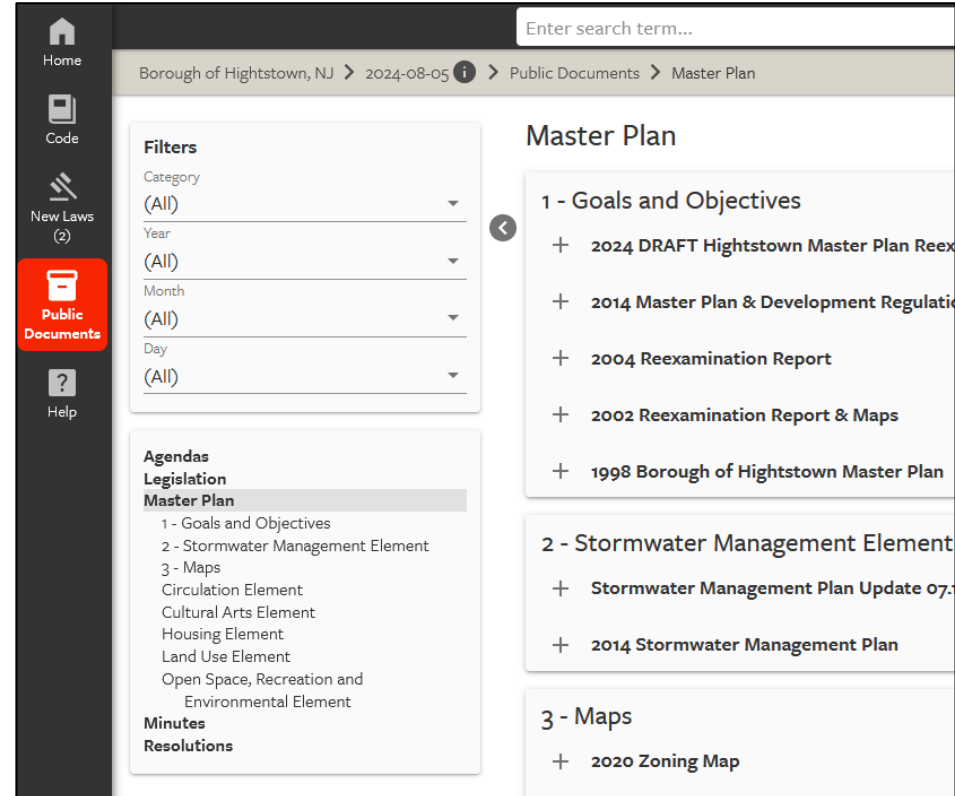 Home
Code
New Laws
(2)
Public
Documents
Help
Enter search term...
Borough of Hightstown, NJ > 2024-08-05 i > Public Documents > Master Plan
Filters
Category
(All)
Year
(All)
Month
(All)
Day
(All)
Agendas
Legislation
Master Plan
1 - Goals and Objectives
2 - Stormwater Management Element
3 - Maps
Circulation Element
Cultural Arts Element
Housing Element
Land Use Element
Open Space, Recreation and
Environmental Element
Minutes
Resolutions
Master Plan
1 - Goals and Objectives
+ 2024 DRAFT Hightstown Master Plan Reex
+ 2014 Master Plan & Development Regulatio
+ 2004 Reexamination Report
+ 2002 Reexamination Report & Maps
+ 1998 Borough of Hightstown Master Plan
2 - Stormwater Management Element
+ Stormwater Management Plan Update 07.1
+ 2014 Stormwater Management Plan
3 - Maps
+ 2020 Zoning Map